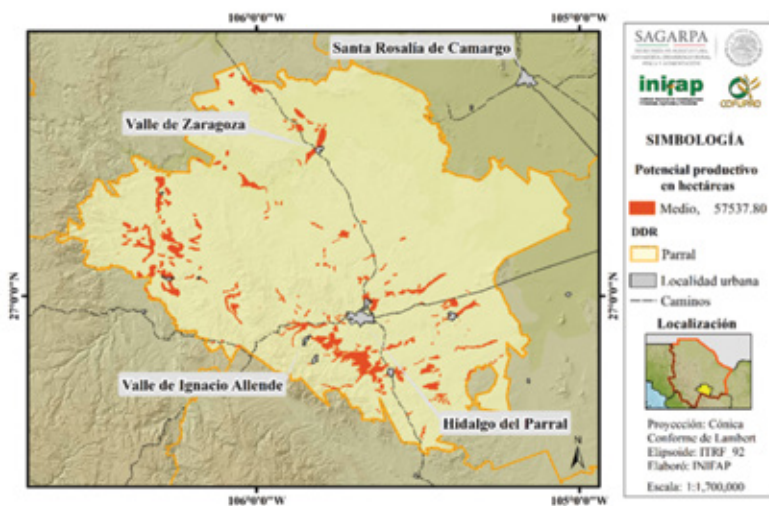 106°0'0"W
105°0'0"W
Santa Rosalía de Camargo
Valle de Zaragoza
27°0'0"N
27°0'0"N
Valle de Ignacio Allende
Hidalgo del Parral
N
106°0'0"W
105°0'0"W
SAGARPA
inifap
COFUPRO
SIMBOLOGÍA
Potencial productivo
en hectáreas
Medio, 57537.80
DDR
Parral
Localidad urbana
Caminos
Localización
Proyección: Cónica
Conforme de Lambert
Elipsoide: ITRF 92
Elaboró: INIFAP
Escala: 1:1,700,000